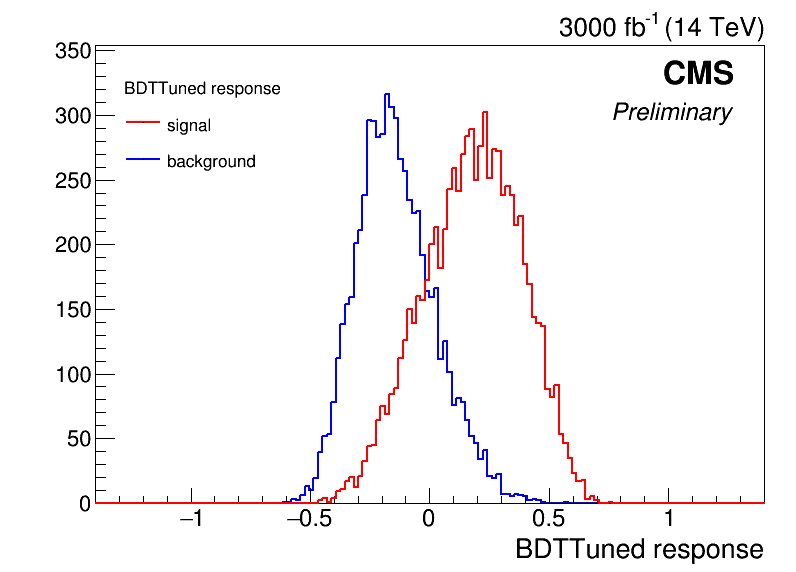 3000 fb⁻¹ (14 TeV)
CMS
Preliminary
BDTTuned response
signal
background
350
300
250
200
150
100
50
0
−1
−0.5
0
0.5
1
BDTTuned response